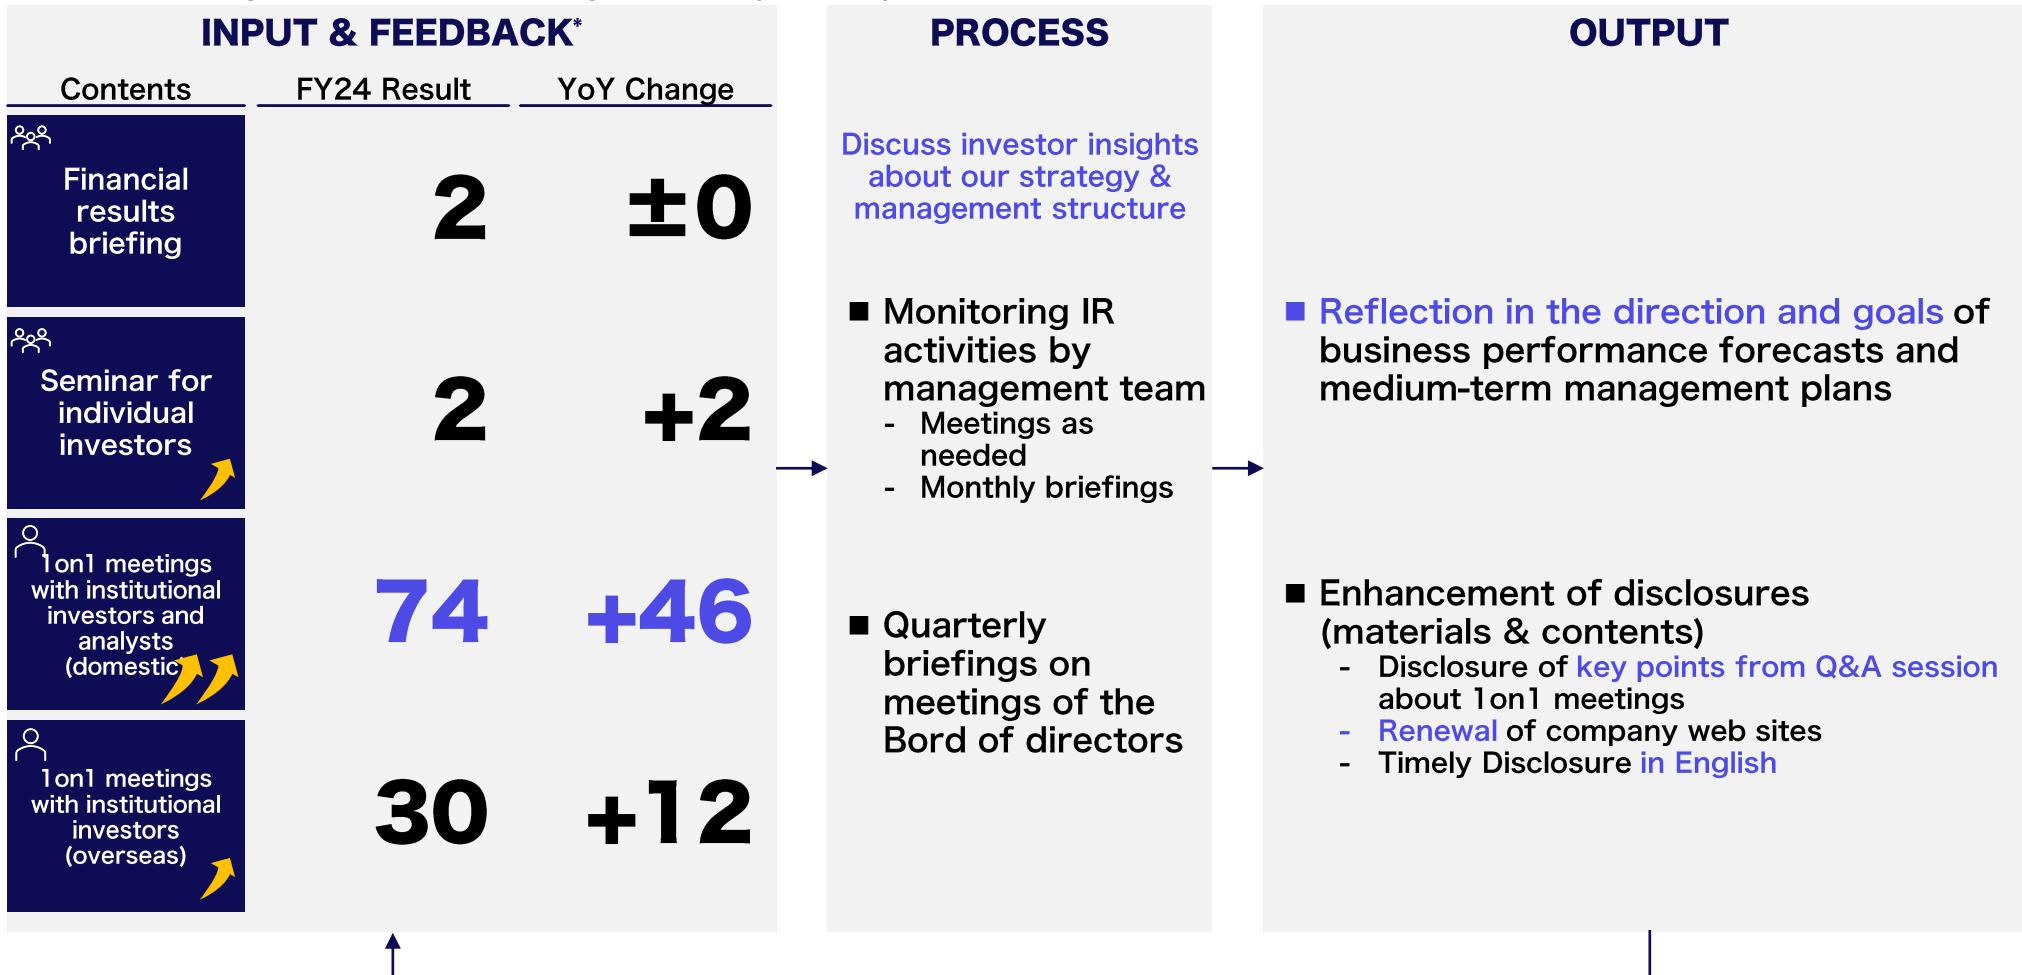 INPUT & FEEDBACK*
Contents
FY24 Result
YoY Change
Financial
results
briefing
2
±0
Seminar for
individual
investors
2
+2
1on1 meetings
with institutional
investors and
analysts
(domestic)
74
+46
1on1 meetings
with institutional
investors
(overseas)
30
+12
PROCESS
Discuss investor insights
about our strategy &
management structure
■ Monitoring IR
activities by
management team
- Meetings as
needed
- Monthly briefings
■ Quarterly
briefings on
meetings of the
Bord of directors
OUTPUT
■ Reflection in the direction and goals of
business performance forecasts and
medium-term management plans
■ Enhancement of disclosures
(materials & contents)
- Disclosure of key points from Q&A session
about 1on1 meetings
- Renewal of company web sites
- Timely Disclosure in English